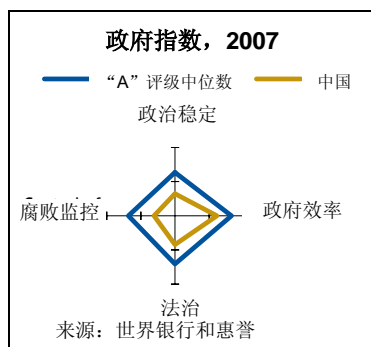 政府指数，2007
“A”评级中位数 中国
政治稳定
腐败监控 政府效率
法治
来源：世界银行和惠誉